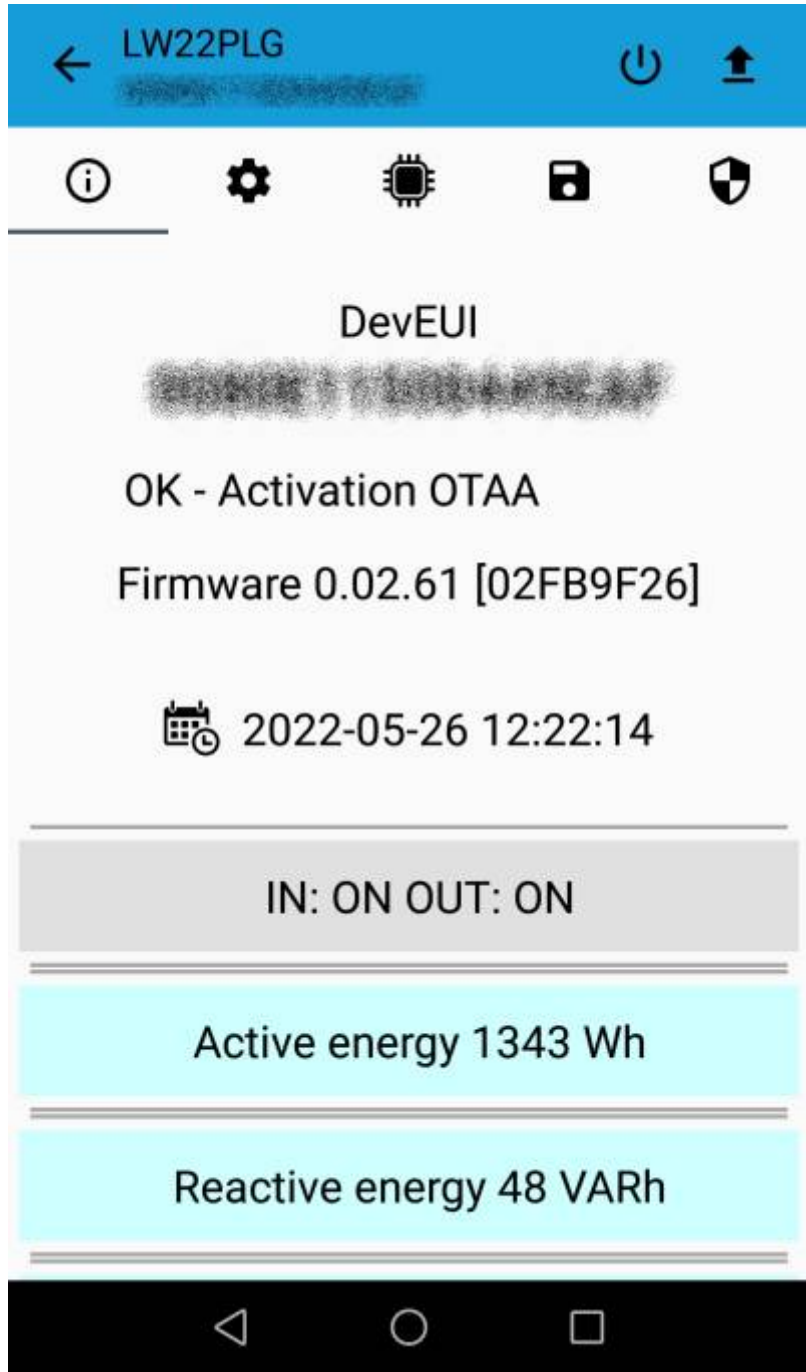 LW22PLG
DevEUI
OK - Activation OTAA
Firmware 0.02.61 [02FB9F26]
2022-05-26 12:22:14
IN: ON OUT: ON
Active energy 1343 Wh
Reactive energy 48 VARh